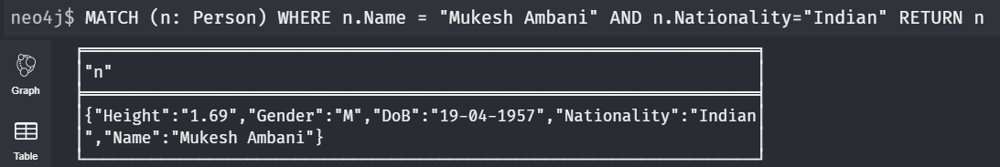 neo4j$ MATCH (n: Person) WHERE n.Name = "Mukesh Ambani" AND n.Nationality="Indian" RETURN n
"n"
Graph
{"Height":"1.69","Gender":"M","DoB":"19-04-1957","Nationality":"Indian
","Name":"Mukesh Ambani"}
Table